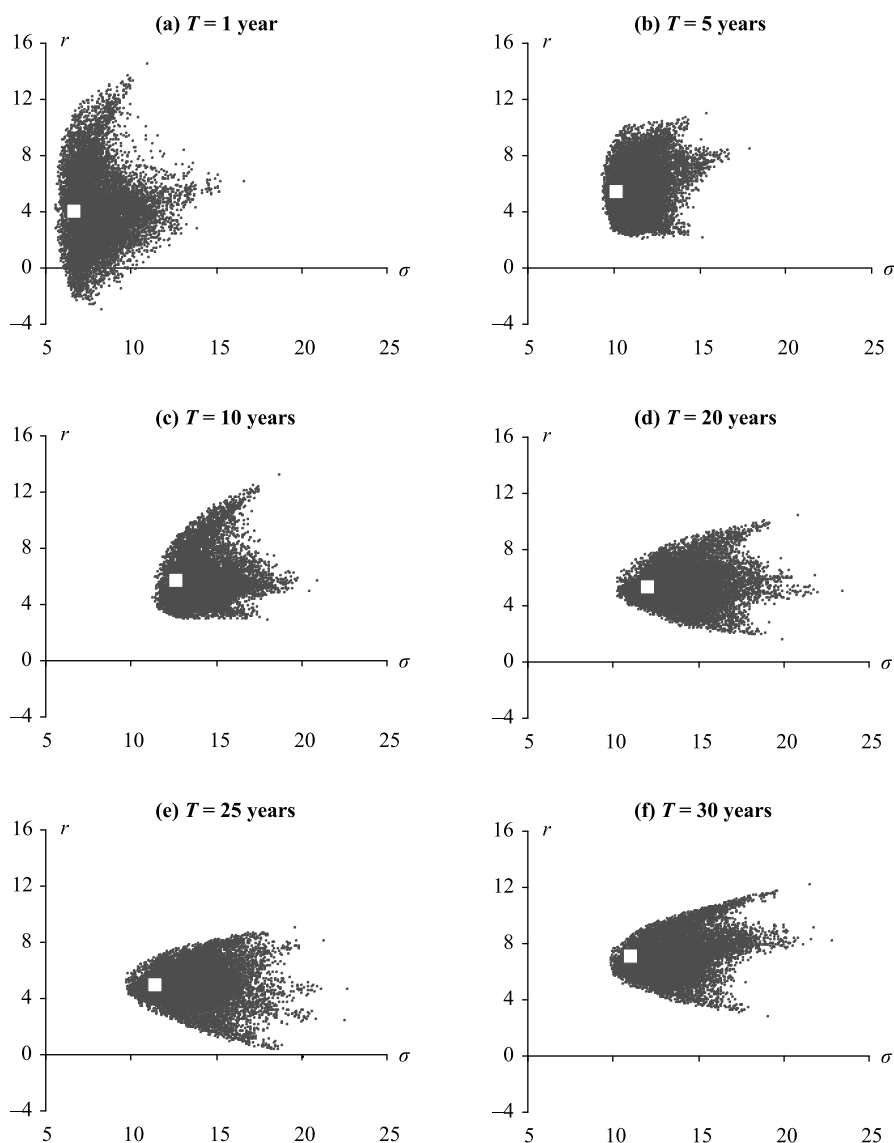 (a) T = 1 year
r
16
12
8
4
0
–4
σ
5 10 15 20 25
(b) T = 5 years
r
16
12
8
4
0
–4
σ
5 10 15 20 25
(c) T = 10 years
r
16
12
8
4
0
–4
σ
5 10 15 20 25
(d) T = 20 years
r
16
12
8
4
0
–4
σ
5 10 15 20 25
(e) T = 25 years
r
16
12
8
4
0
–4
σ
5 10 15 20 25
(f) T = 30 years
r
16
12
8
4
0
–4
σ
5 10 15 20 25